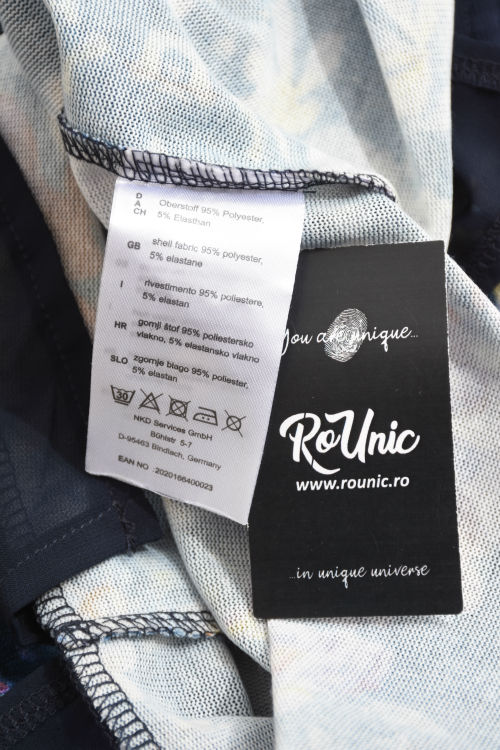 D
A
CH
Oberstoff 95% Polyester,
5% Elasthan
GB
shell fabric 95% polyester,
5% elastane
I
rivestimento 95% poliestere,
5% elastan
HR
gornji štof 95% poliestersko
vlakno, 5% elastansko vlakno
SLO
zgornje blago 95% polyester,
5% elastan
30
NKD Services GmbH
Bühlstr 5-7
D-95463 Bindlach, Germany
EAN NO :2020166400023
You are unique...
RoUnic
www.rounic.ro
...in unique universe